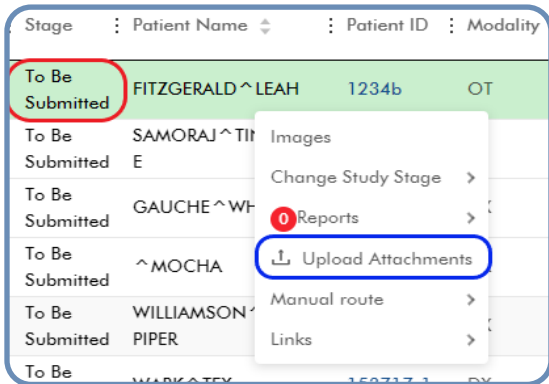 Stage Patient Name Patient ID Modality
To Be
Submitted FITZGERALD^LEAH 1234b OT
To Be
Submitted SAMORAJ^TI
E
To Be
Submitted GAUCHE^WH
To Be
Submitted ^MOCHA
To Be
Submitted WILLIAMSON
PIPER
To Be
Images
Change Study Stage
0 Reports
Upload Attachments
Manual route
Links